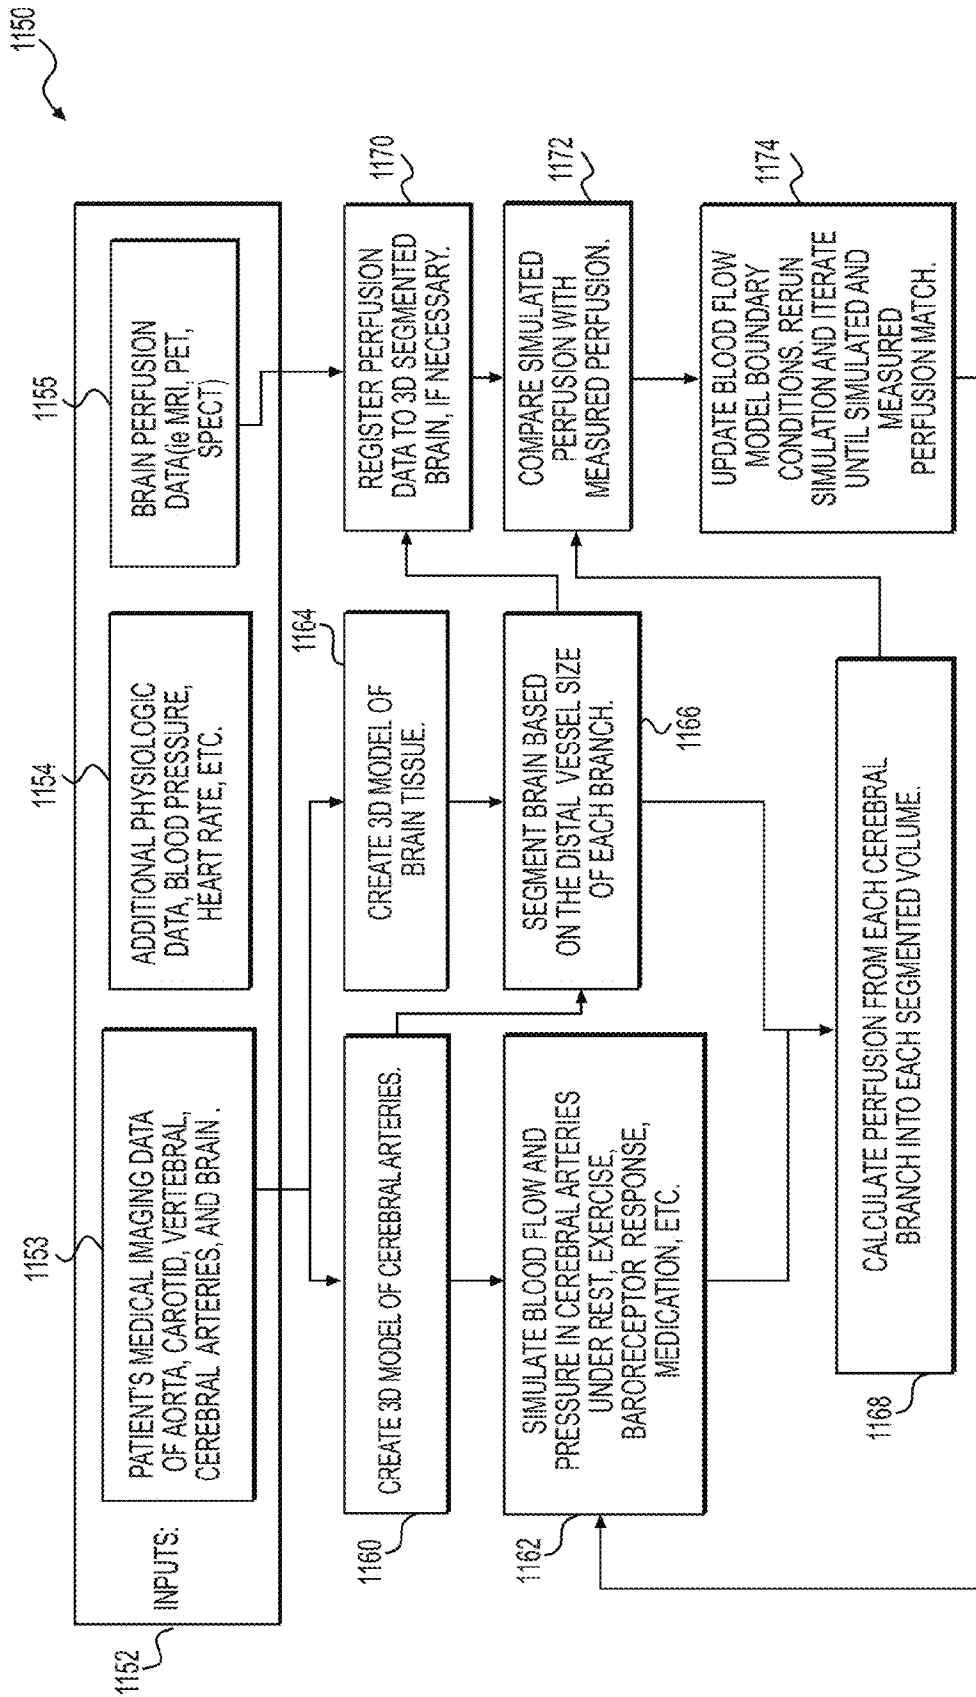 1150
1152
INPUTS:
1153
PATIENT'S MEDICAL IMAGING DATA
OF AORTA, CAROTID, VERTEBRAL,
CEREBRAL ARTERIES, AND BRAIN.
1154
ADDITIONAL PHYSIOLOGIC
DATA, BLOOD PRESSURE,
HEART RATE, ETC.
1155
BRAIN PERFUSION
DATA(ie MRI, PET,
SPECT)
1160
CREATE 3D MODEL OF CEREBRAL ARTERIES.
1164
CREATE 3D MODEL OF
BRAIN TISSUE.
1170
REGISTER PERFUSION
DATA TO 3D SEGMENTED
BRAIN, IF NECESSARY.
1162
SIMULATE BLOOD FLOW AND
PRESSURE IN CEREBRAL ARTERIES
UNDER REST, EXERCISE,
BARORECEPTOR RESPONSE,
MEDICATION, ETC.
1166
SEGMENT BRAIN BASED
ON THE DISTAL VESSEL SIZE
OF EACH BRANCH.
1172
COMPARE SIMULATED
PERFUSION WITH
MEASURED PERFUSION.
1174
UPDATE BLOOD FLOW
MODEL BOUNDARY
CONDITIONS. RERUN
SIMULATION AND ITERATE
UNTIL SIMULATED AND
MEASURED
PERFUSION MATCH.
1168
CALCULATE PERFUSION FROM EACH CEREBRAL
BRANCH INTO EACH SEGMENTED VOLUME.